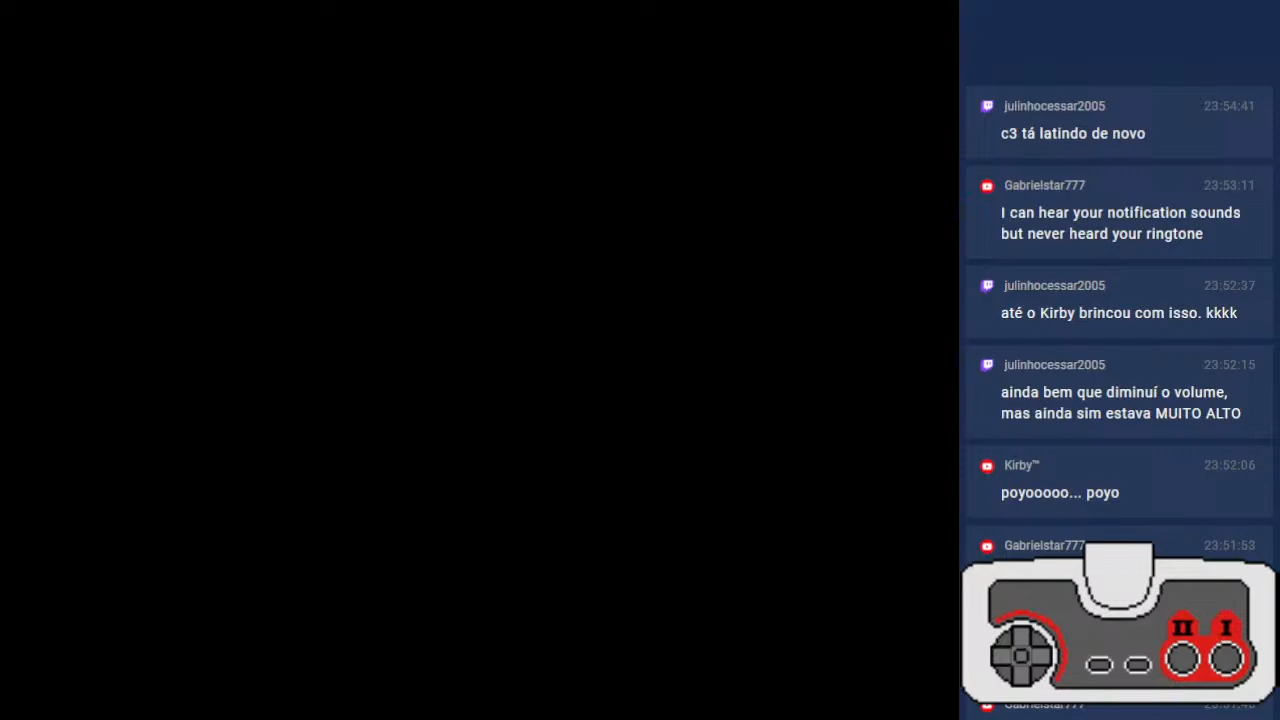 julinhocessar2005 23:54:41
c3 tá latindo de novo
Gabrielstar777 23:53:11
I can hear your notification sounds
but never heard your ringtone
julinhocessar2005 23:52:37
até o Kirby brincou com isso. kkkk
julinhocessar2005 23:52:15
ainda bem que diminuí o volume,
mas ainda sim estava MUITO ALTO
Kirby™ 23:52:06
poyooooo... poyo
Gabrielstar777 23:51:53
II I
Gabrielstar777